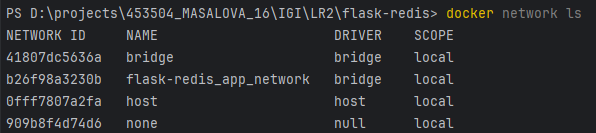 PS D:\projects\453504_MASALOVA_16\IGI\LR2\flask-redis> docker network ls
NETWORK ID     NAME                      DRIVER    SCOPE
41807dc5636a   bridge                    bridge    local
b26f98a3230b   flask-redis_app_network   bridge    local
0fff7807a2fa   host                      host      local
909b8f4d74d6   none                      null      local